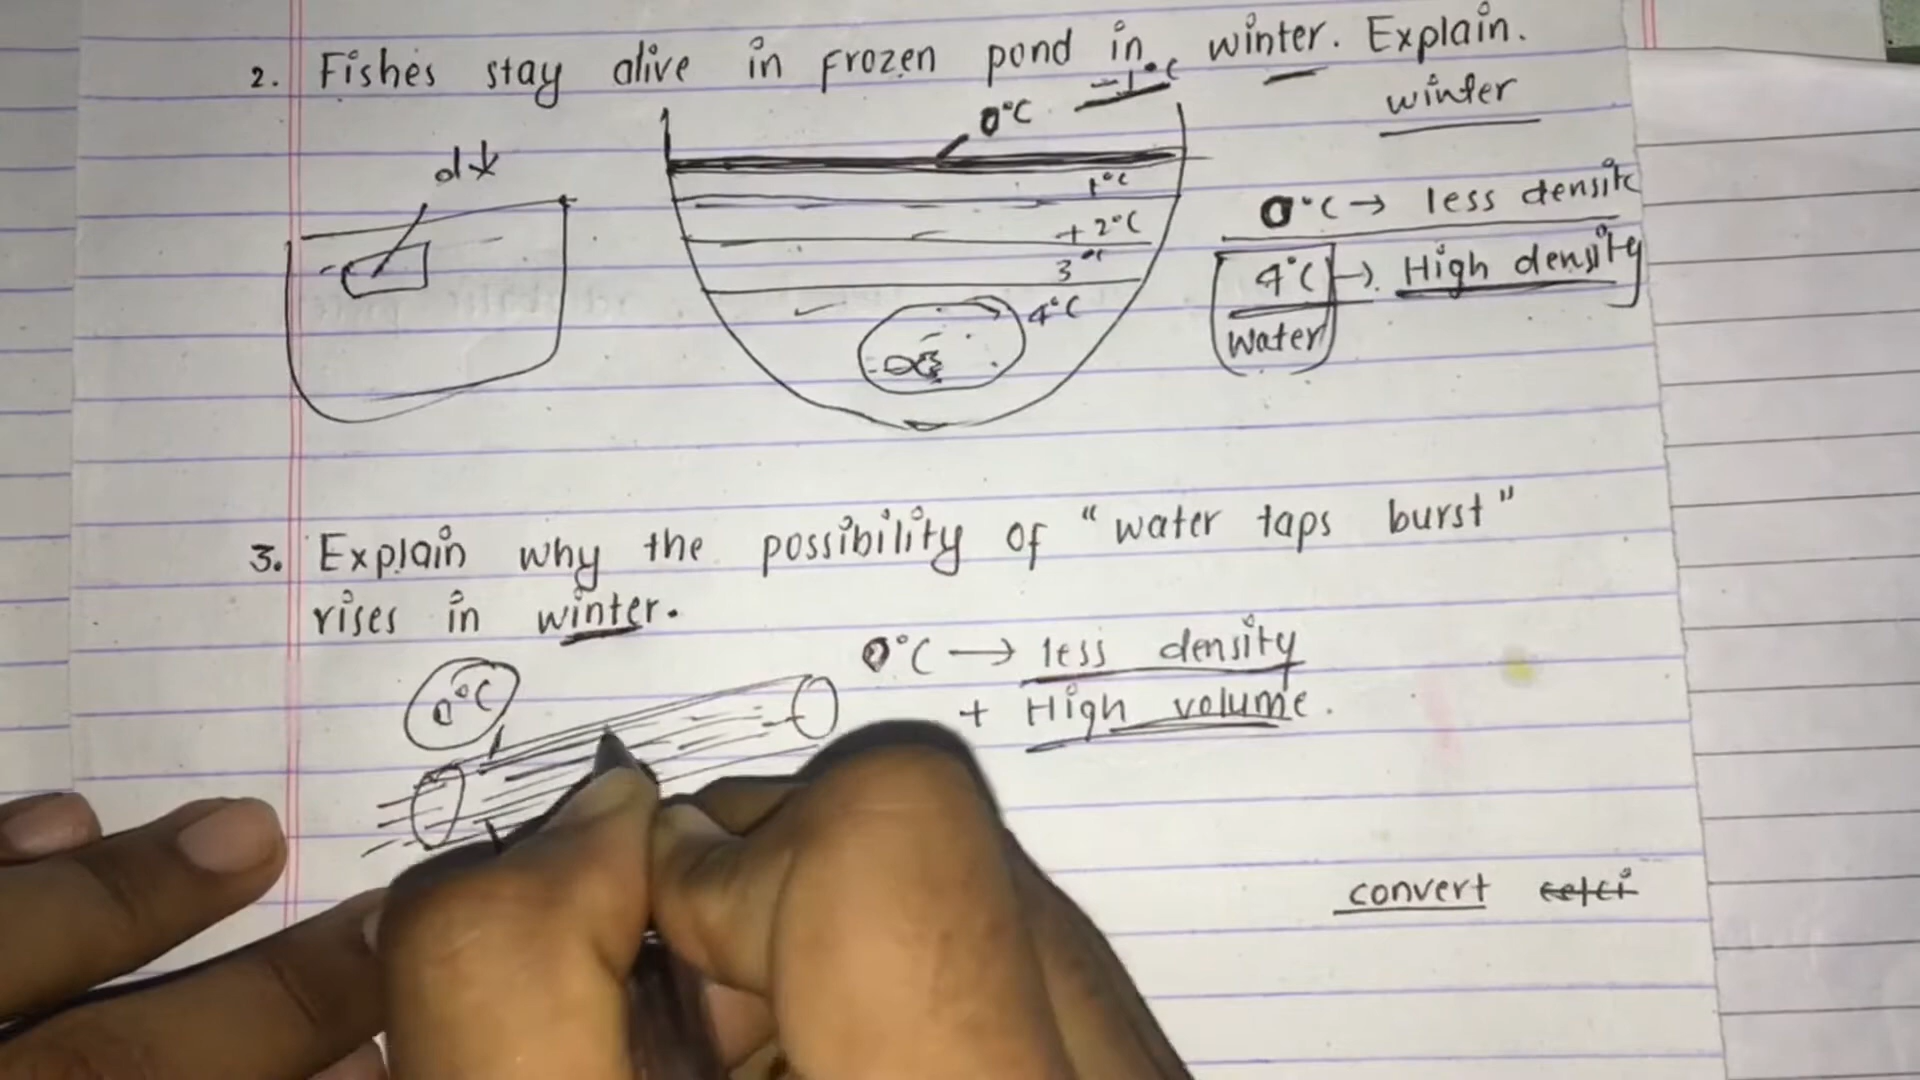 2. Fishes stay alive in frozen pond in winter. Explain.
-1°C
winter
0°C
d↓
1°C
0°C → less densit
+2°C
3°C
4°C → High density
4°C
water
3. Explain why the possibility of "water taps burst"
rises in winter.
0°C → less density
0°C
+ High volume.
convert